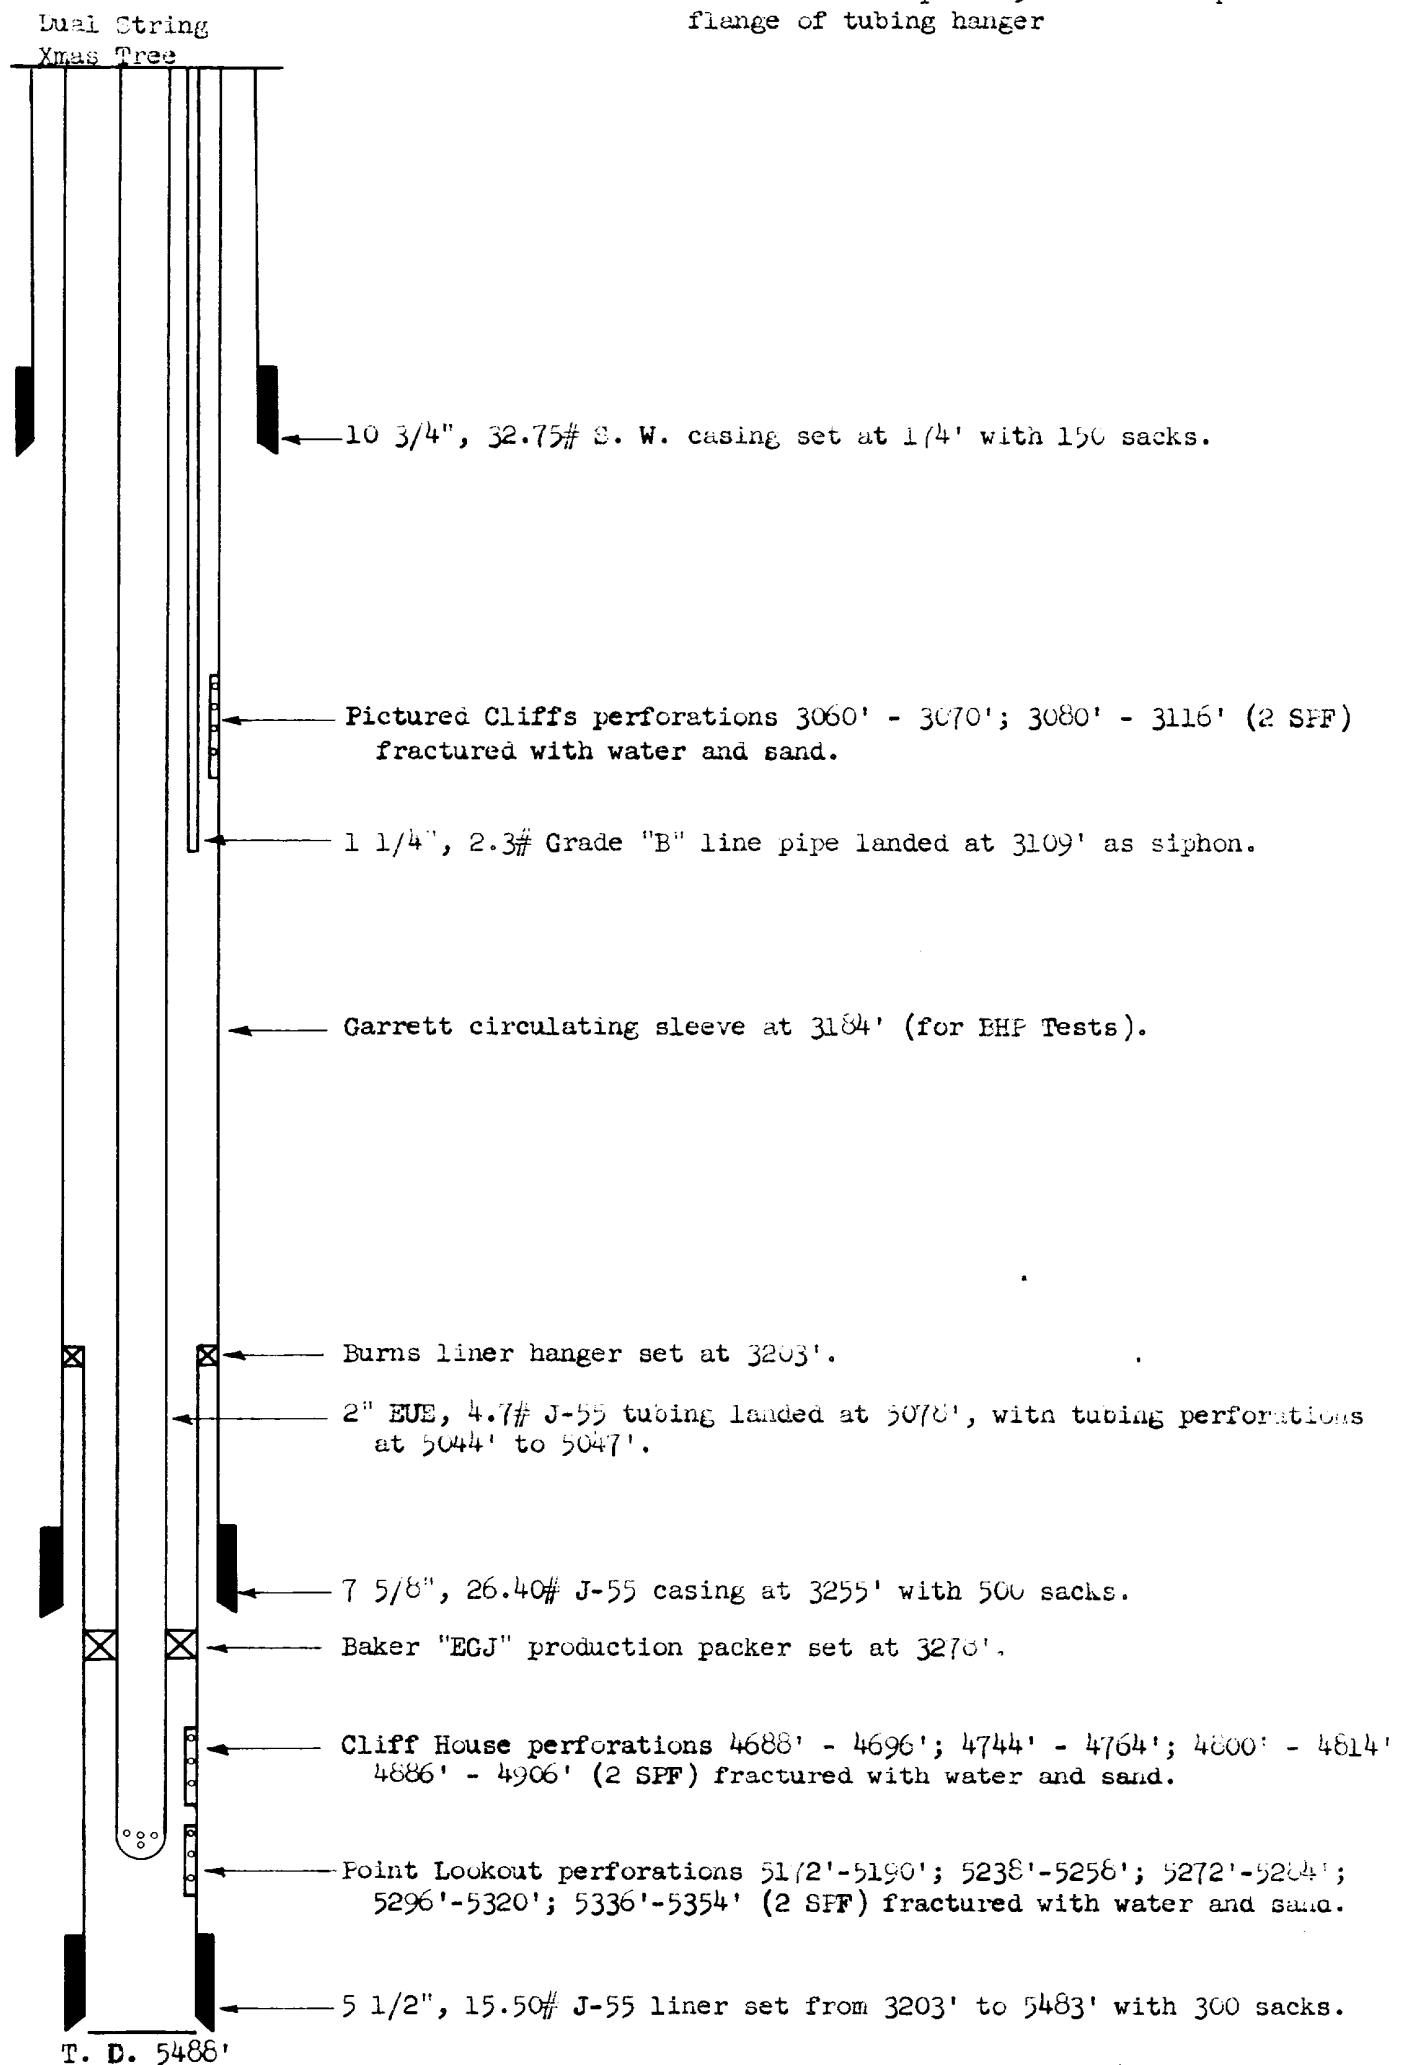 flange of tubing hanger
Dual String
Xmas Tree
10 3/4", 32.75# S. W. casing set at 174' with 150 sacks.
Pictured Cliffs perforations 3060' - 3070'; 3080' - 3116' (2 SPF)
fractured with water and sand.
1 1/4", 2.3# Grade "B" line pipe landed at 3109' as siphon.
Garrett circulating sleeve at 3184' (for BHP Tests).
Burns liner hanger set at 3203'.
2" EUE, 4.7# J-55 tubing landed at 5078', with tubing perforations
at 5044' to 5047'.
7 5/8", 26.40# J-55 casing at 3255' with 500 sacks.
Baker "EGJ" production packer set at 3278'.
Cliff House perforations 4688' - 4696'; 4744' - 4764'; 4800' - 4814'
4886' - 4906' (2 SPF) fractured with water and sand.
Point Lookout perforations 5172'-5190'; 5238'-5258'; 5272'-5284';
5296'-5320'; 5336'-5354' (2 SPF) fractured with water and sand.
5 1/2", 15.50# J-55 liner set from 3203' to 5483' with 300 sacks.
T. D. 5488'